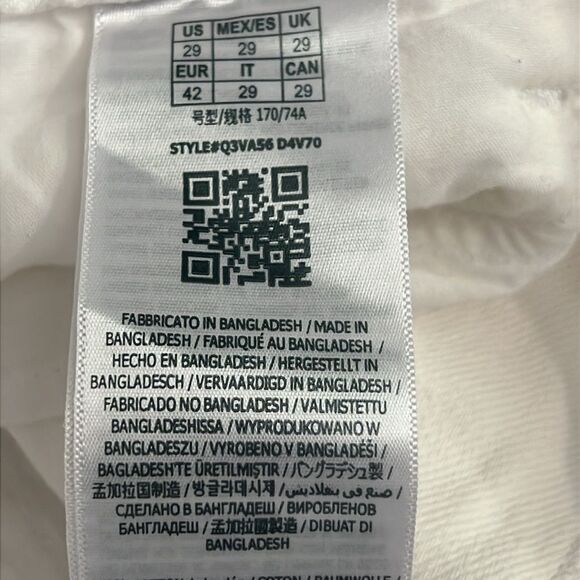 US MEX/ES UK
29 29 29
EUR IT CAN
42 29 29
号型/规格 170/74A
STYLE#Q3VA56 D4V70
FABBRICATO IN BANGLADESH / MADE IN
BANGLADESH / FABRIQUÉ AU BANGLADESH /
HECHO EN BANGLADESH / HERGESTELLT IN
BANGLADESCH / VERVAARDIGD IN BANGLADESH /
FABRICADO NO BANGLADESH / VALMISTETTU
BANGLADESHISSA / WYPRODUKOWANO W
BANGLADESZU / VYROBENO V BANGLADÉŠI /
BAGLADESH'TE ÜRETILMIŞTIR / バングラデシュ製 /
孟加拉国制造 / 방글라데시제 / صنع في بنغلاديش /
СДЕЛАНО В БАНГЛАДЕШ / ВИРОБЛЕНОВ
БАНГЛАДЕШ / 孟加拉國製造 / DIBUAT DI
BANGLADESH
/ COTON / BAUMWOLLE /